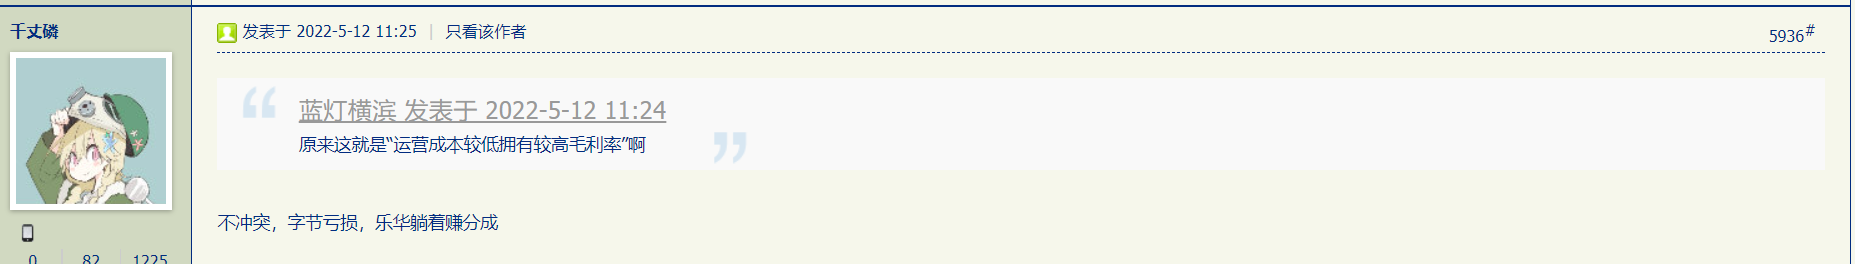 千丈磷
发表于 2022-5-12 11:25 | 只看该作者
5936#
蓝灯横滨 发表于 2022-5-12 11:24
原来这就是“运营成本较低拥有较高毛利率”啊
不冲突，字节亏损，乐华躺着赚分成
0 82 1225